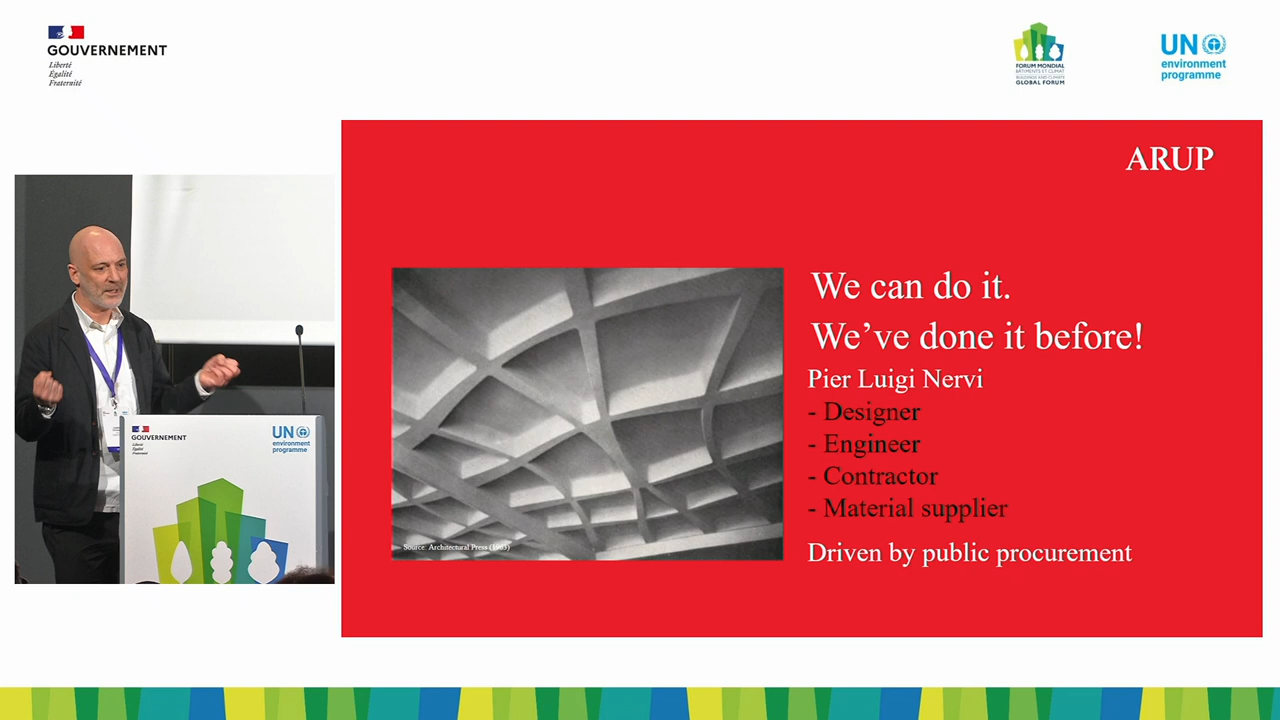 GOUVERNEMENT
Liberté
Égalité
Fraternité
FORUM MONDIAL
BÂTIMENTS ET CLIMAT
BUILDINGS AND CLIMATE
GLOBAL FORUM
UN
environment
programme
ARUP
We can do it.
We’ve done it before!
Pier Luigi Nervi
- Designer
- Engineer
- Contractor
- Material supplier
Driven by public procurement
Source: Architectural Press (1963)
GOUVERNEMENT
Liberté
Égalité
Fraternité
UN
environment
programme